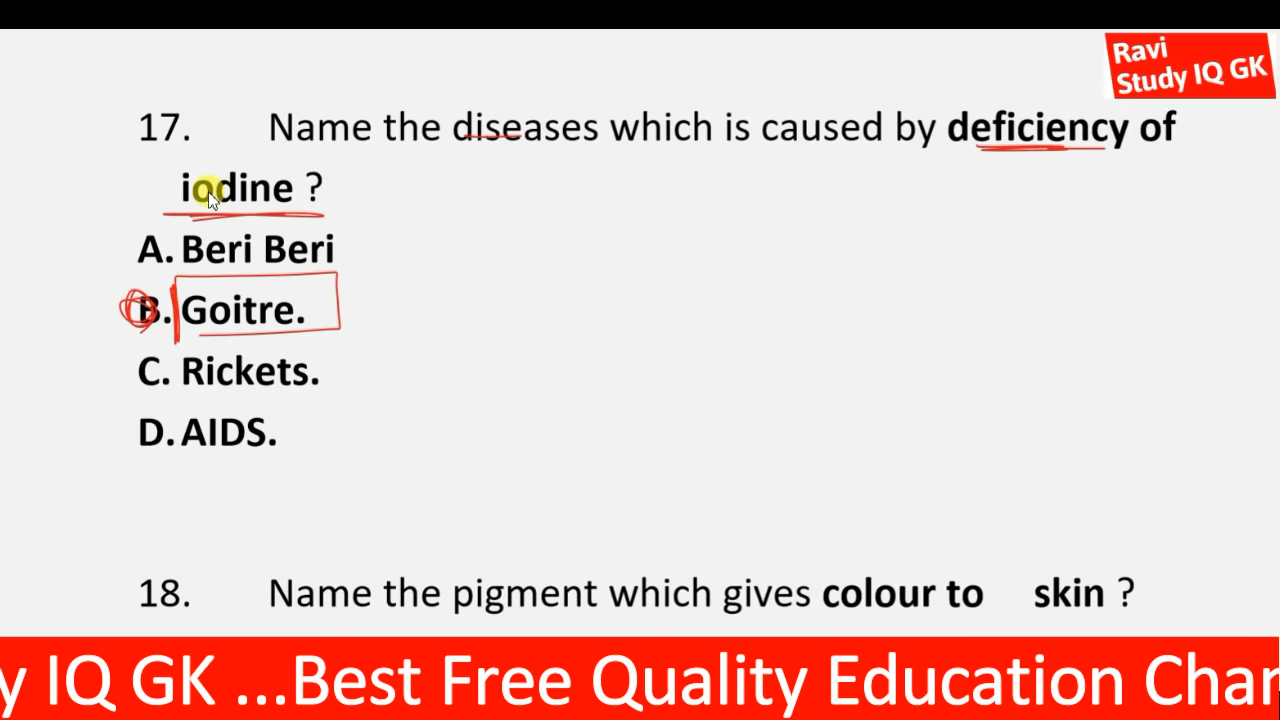 Ravi
Study IQ GK
17. Name the diseases which is caused by deficiency of
iodine ?
A. Beri Beri
B. Goitre.
C. Rickets.
D. AIDS.
18. Name the pigment which gives colour to skin ?
y IQ GK ...Best Free Quality Education Chan